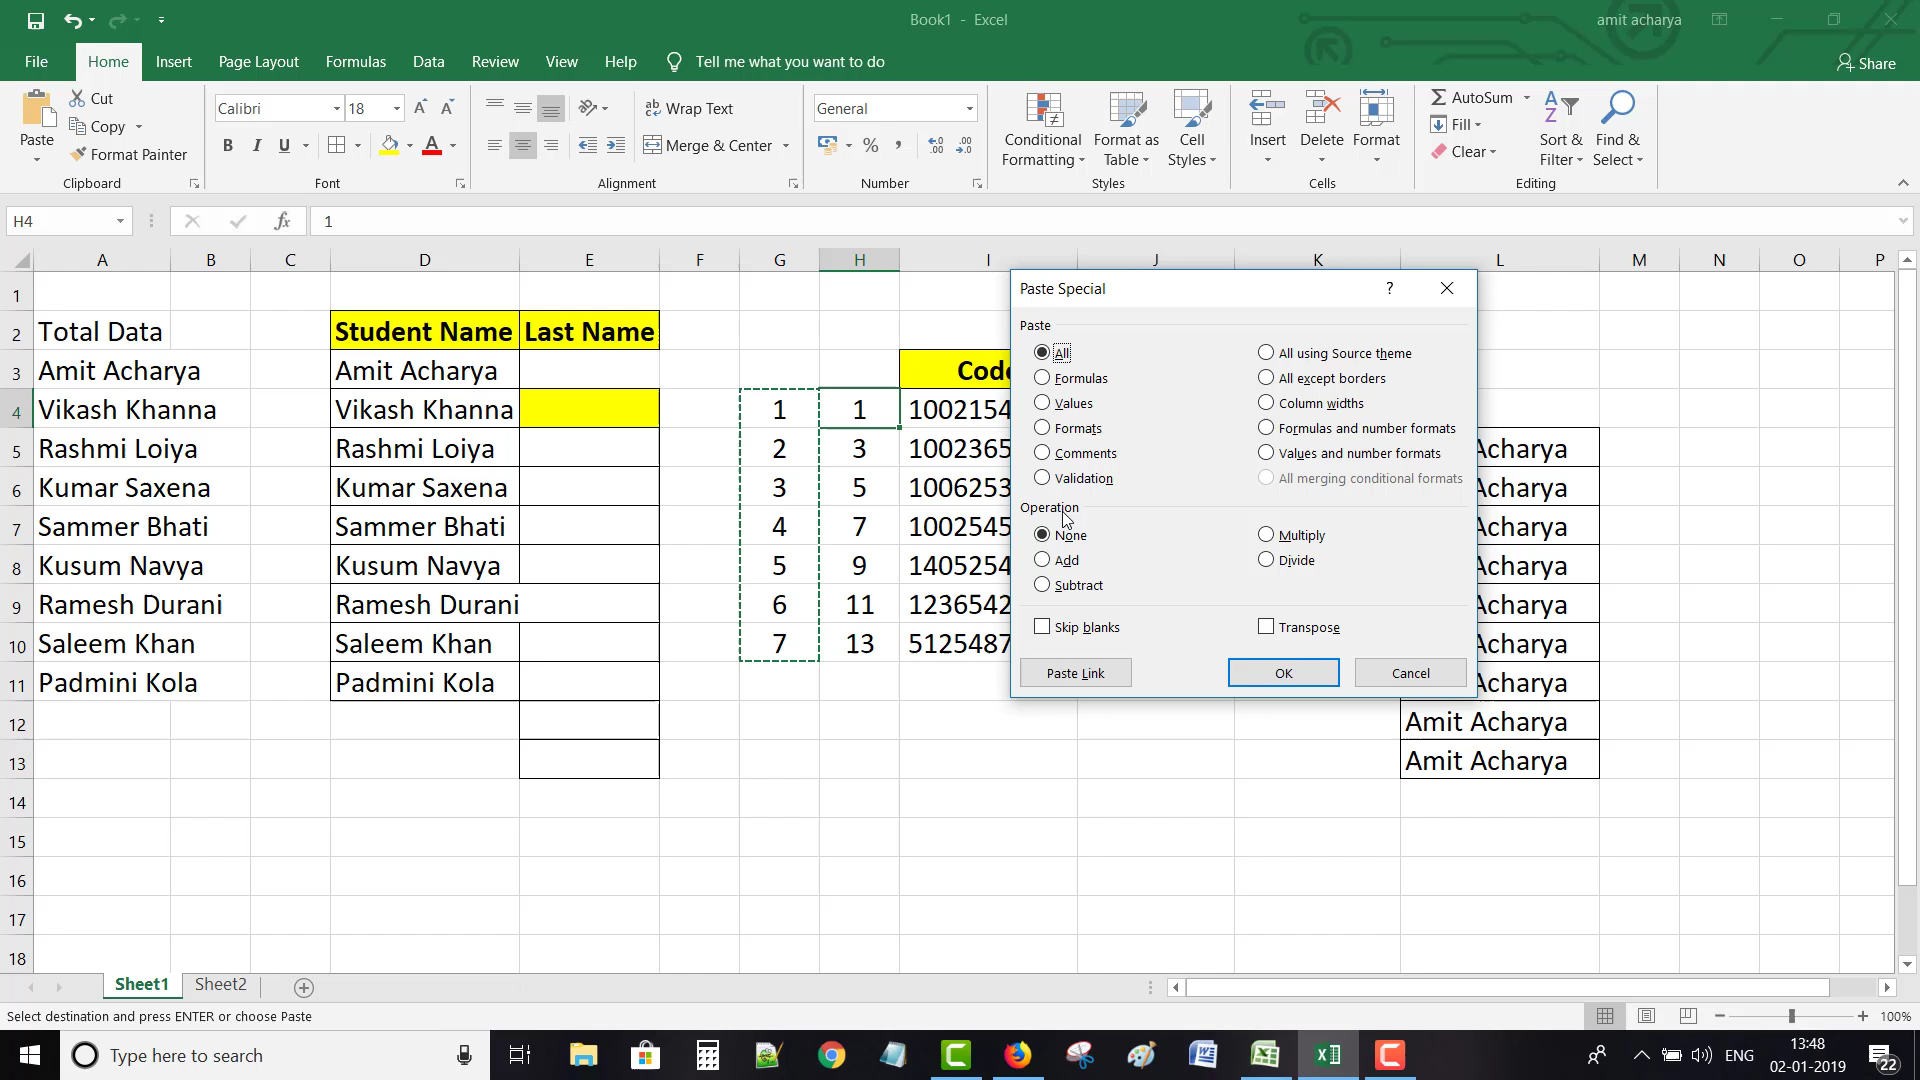 Book1 - Excel
amit acharya
File Home Insert Page Layout Formulas Data Review View Help Tell me what you want to do Share
Paste
Cut
Copy
Format Painter
Clipboard
Calibri 18
B I U A
Font
Wrap Text
Merge & Center
Alignment
General
%
Number
Conditional Formatting
Format as Table
Cell Styles
Styles
Insert Delete Format
Cells
AutoSum
Fill
Clear
Sort & Filter
Find & Select
Editing
H4 fx 1
A B C D E F G H I J K L M N O P
1
2 Total Data Student Name Last Name
3 Amit Acharya Amit Acharya
4 Vikash Khanna Vikash Khanna 1 1 1002154
5 Rashmi Loiya Rashmi Loiya 2 3 1002365 Acharya
6 Kumar Saxena Kumar Saxena 3 5 1006253 Acharya
7 Sammer Bhati Sammer Bhati 4 7 1002545 Acharya
8 Kusum Navya Kusum Navya 5 9 1405254 Acharya
9 Ramesh Durani Ramesh Durani 6 11 1236542 Acharya
10 Saleem Khan Saleem Khan 7 13 5125487 Acharya
11 Padmini Kola Padmini Kola Acharya
12 Amit Acharya
13 Amit Acharya
14
15
16
17
18
Paste Special ?
Paste
All All using Source theme
Formulas All except borders
Values Column widths
Formats Formulas and number formats
Comments Values and number formats
Validation All merging conditional formats
Operation
None Multiply
Add Divide
Subtract
Skip blanks Transpose
Paste Link OK Cancel
Sheet1 Sheet2
Select destination and press ENTER or choose Paste 100%
Type here to search
ENG
13:48
02-01-2019
22